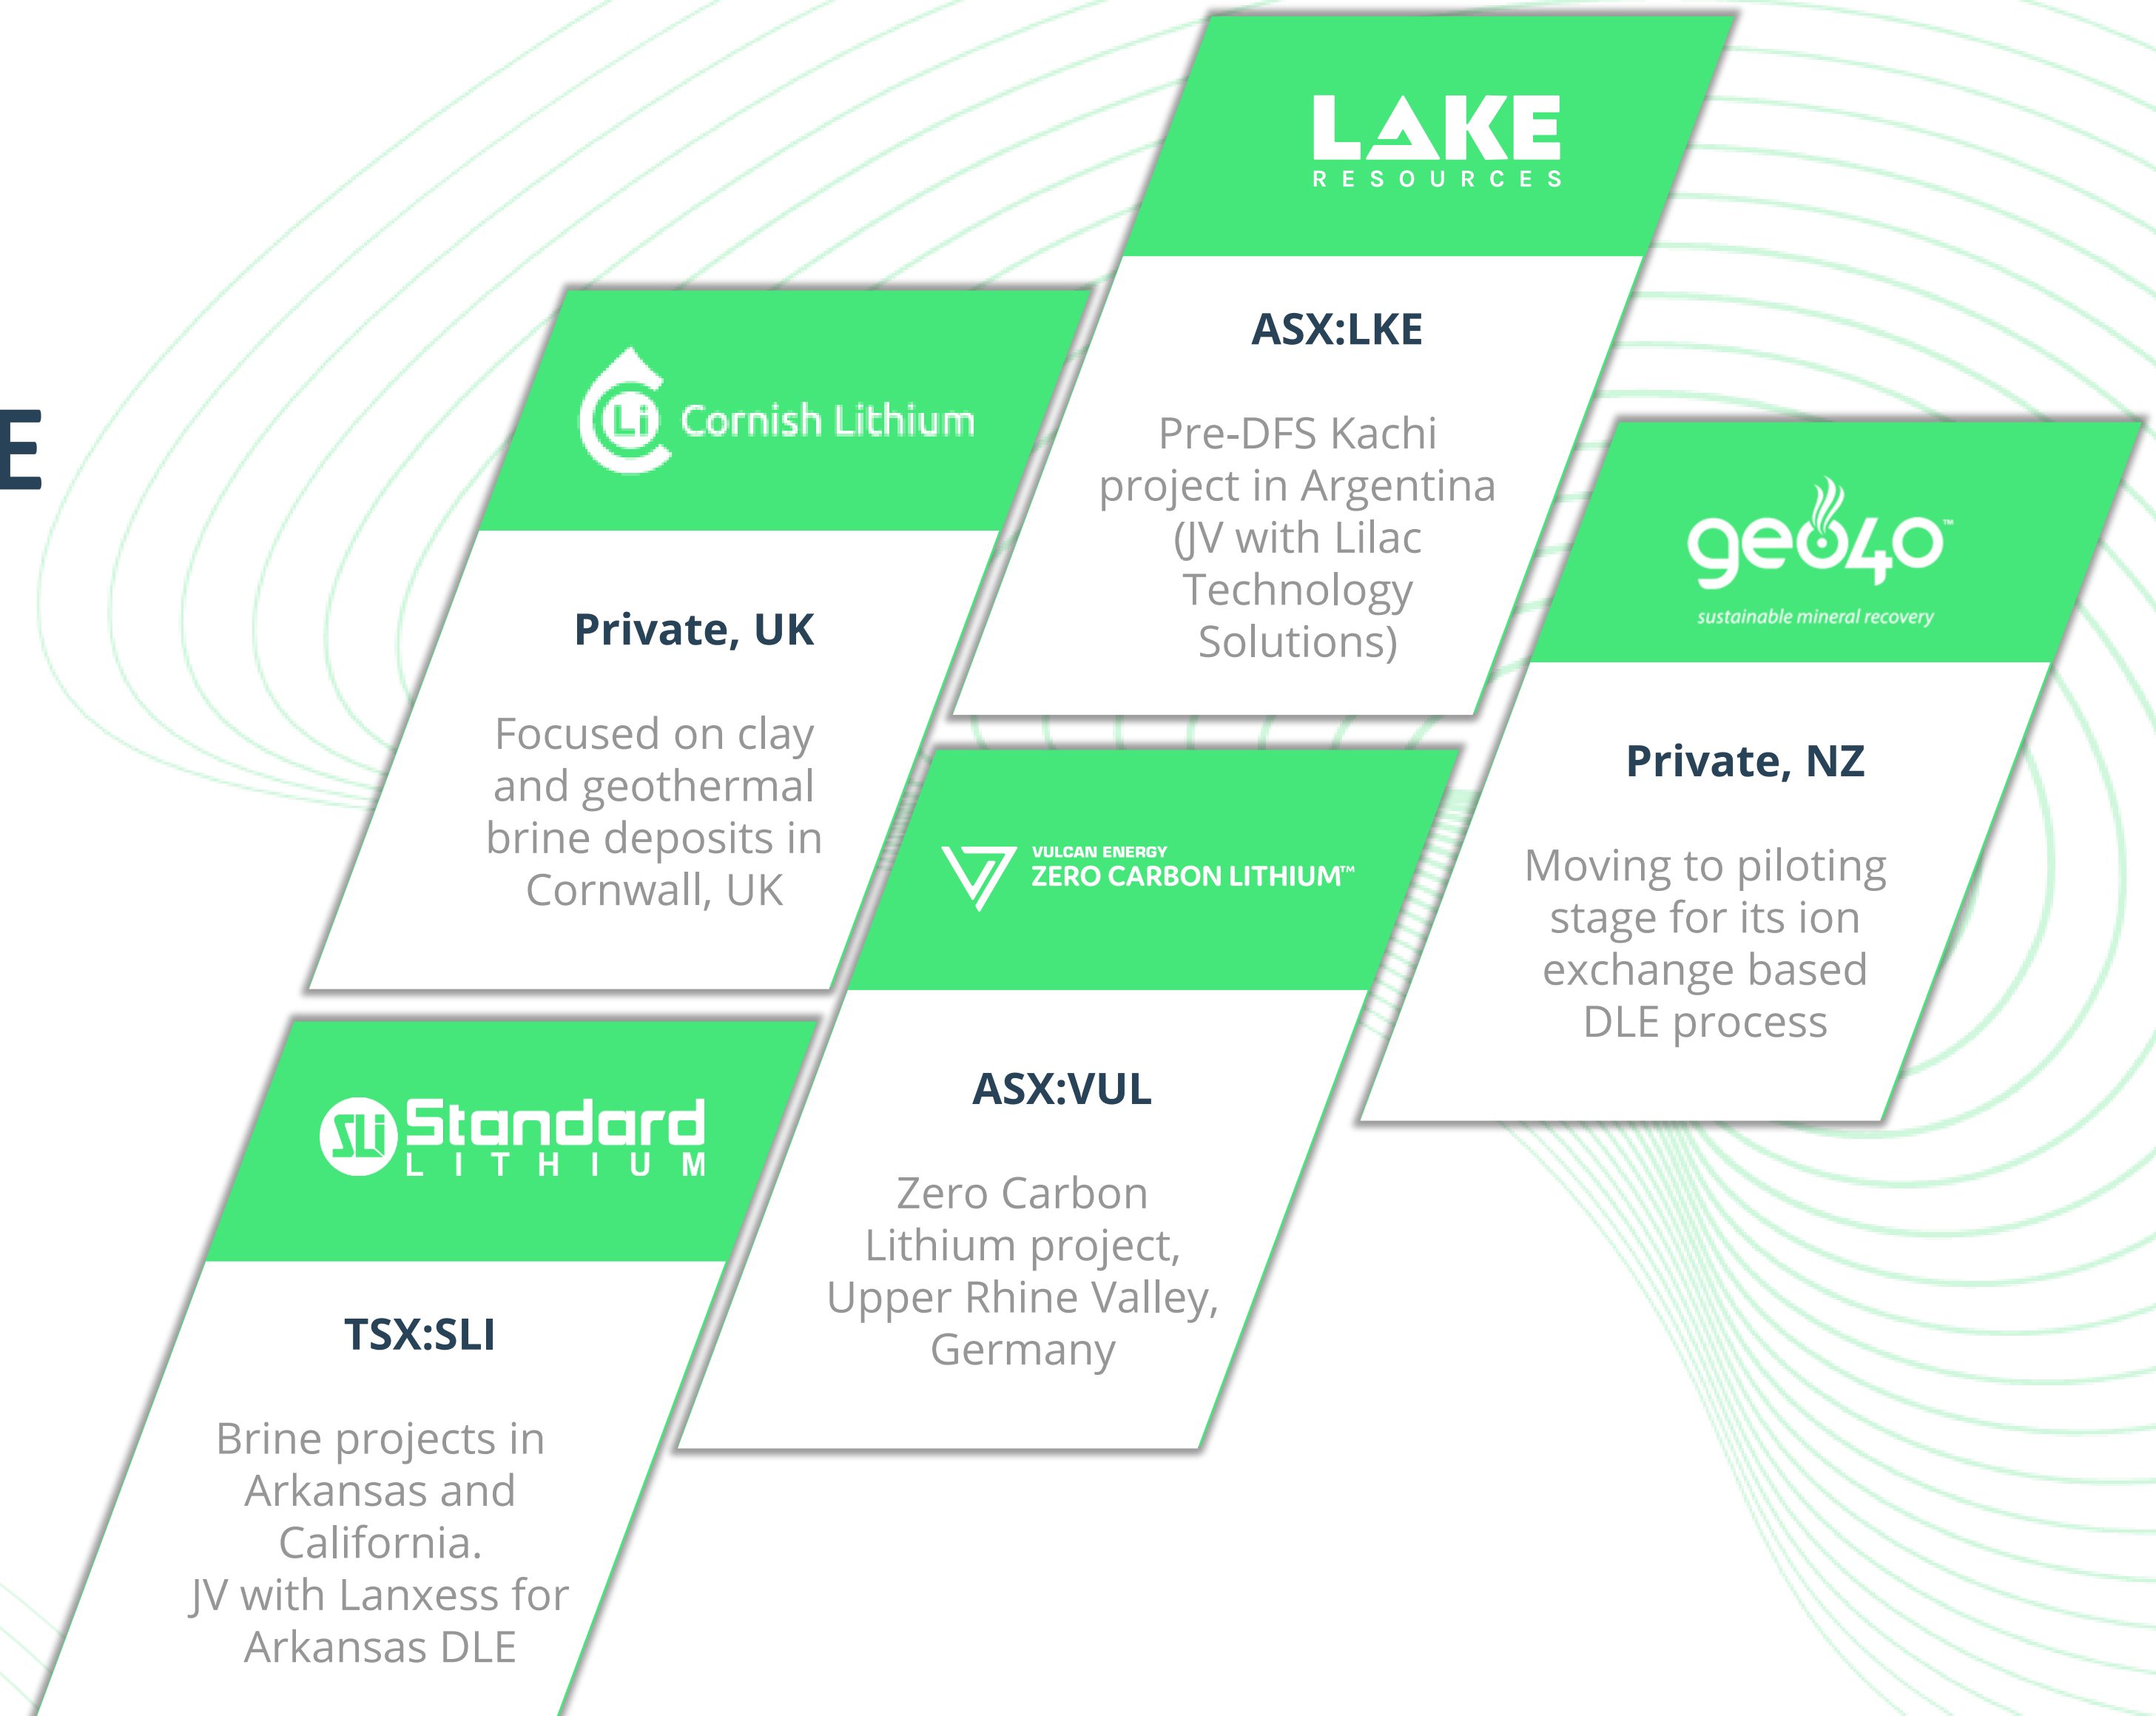 E
LAKE
RESOURCES
ASX:LKE
Pre-DFS Kachi
project in Argentina
(JV with Lilac
Technology
Solutions)
Li Cornish Lithium
Private, UK
Focused on clay
and geothermal
brine deposits in
Cornwall, UK
geo40™
sustainable mineral recovery
Private, NZ
Moving to piloting
stage for its ion
exchange based
DLE process
VULCAN ENERGY
ZERO CARBON LITHIUM™
ASX:VUL
Zero Carbon
Lithium project,
Upper Rhine Valley,
Germany
SLi Standard
LITHIUM
TSX:SLI
Brine projects in
Arkansas and
California.
JV with Lanxess for
Arkansas DLE